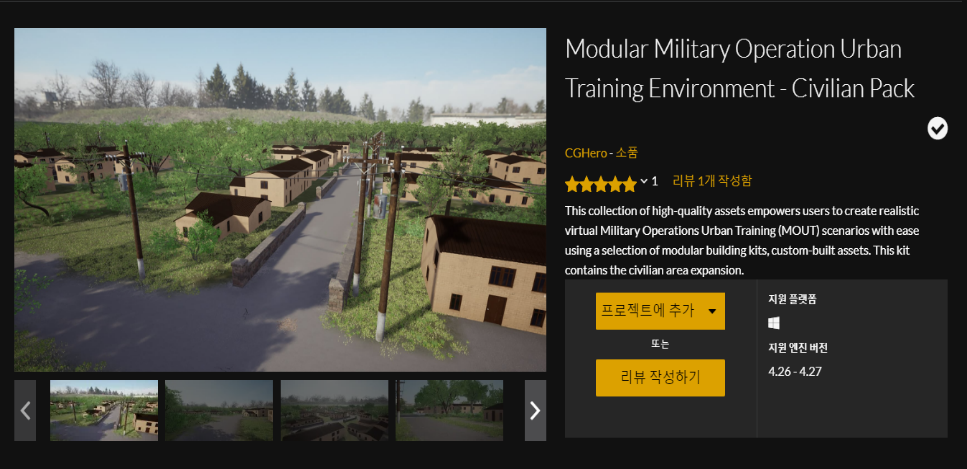 Modular Military Operation Urban
Training Environment - Civilian Pack
CGHero - 소품
1 리뷰 1개 작성함
This collection of high-quality assets empowers users to create realistic
virtual Military Operations Urban Training (MOUT) scenarios with ease
using a selection of modular building kits, custom-built assets. This kit
contains the civilian area expansion.
프로젝트에 추가
또는
리뷰 작성하기
지원 플랫폼
지원 엔진 버전
4.26 - 4.27